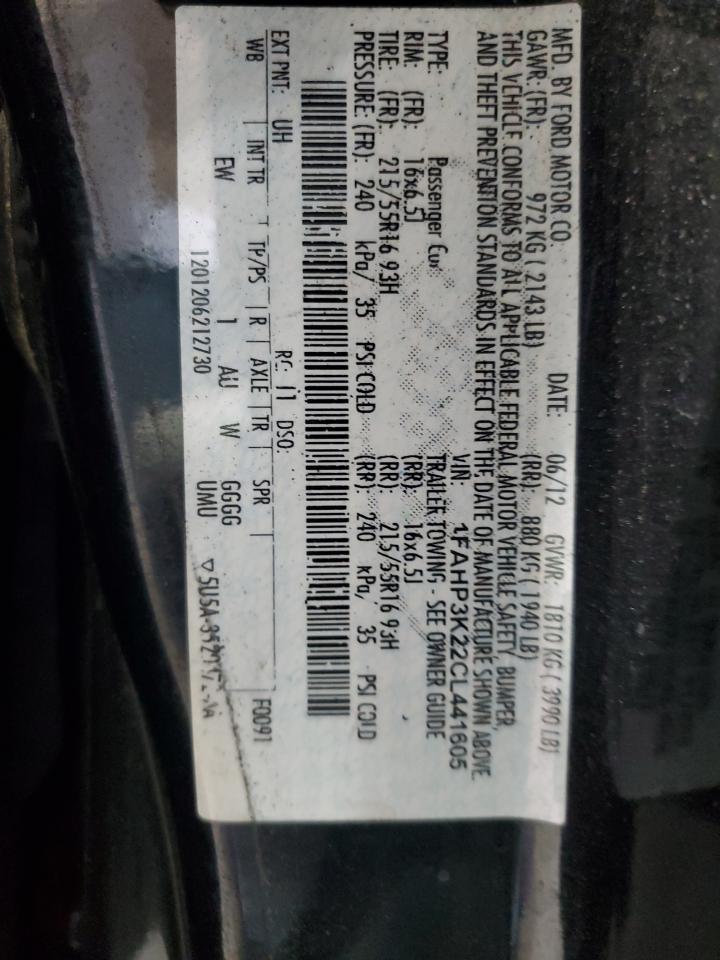 MFD. BY FORD MOTOR CO. DATE: 06/12 GVWR: 1810 KG ( 3990 LB)
GAWR: (FR): 972 KG ( 2143 LB) (RR): 880 KG ( 1940 LB)
THIS VEHICLE CONFORMS TO ALL APPLICABLE FEDERAL MOTOR VEHICLE SAFETY, BUMPER,
AND THEFT PREVENTION STANDARDS IN EFFECT ON THE DATE OF MANUFACTURE SHOWN ABOVE.
VIN: 1FAHP3K22CL441605
TYPE: Passenger Car TRAILER TOWING - SEE OWNER GUIDE
RIM: (FR): 16x6.5J (RR): 16x6.5J
TIRE: (FR): 215/55R16 93H (RR): 215/55R16 93H
PRESSURE: (FR): 240 kPa/ 35 PSI COLD (RR): 240 kPa/ 35 PSI COLD
EXT PNT: UH RC: 11 DSO: F0091
WB INT TR TP/PS R AXLE TR SPR
EW 1 AU W GGGG
1201206212730 UMU